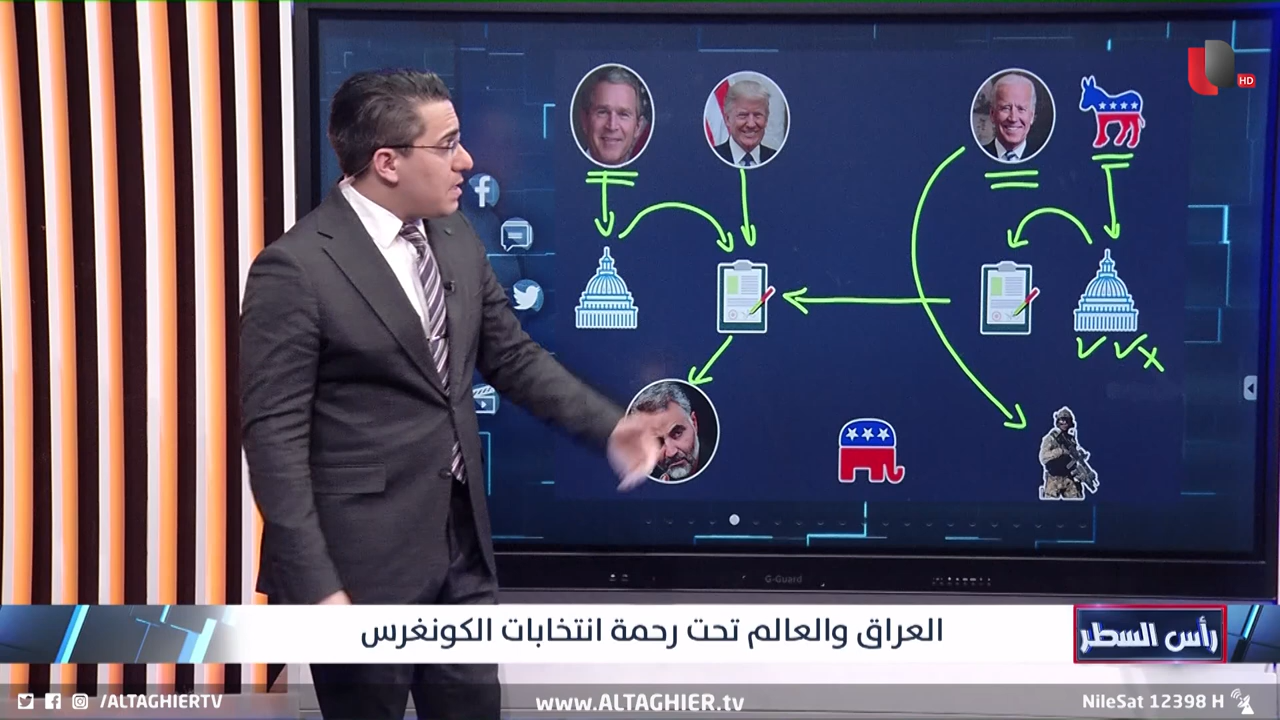 HD
G-Guard
العراق والعالم تحت رحمة انتخابات الكونغرس
رأس السطر
/ALTAGHIERTV
www.ALTAGHIER.tv
NileSat 12398 H